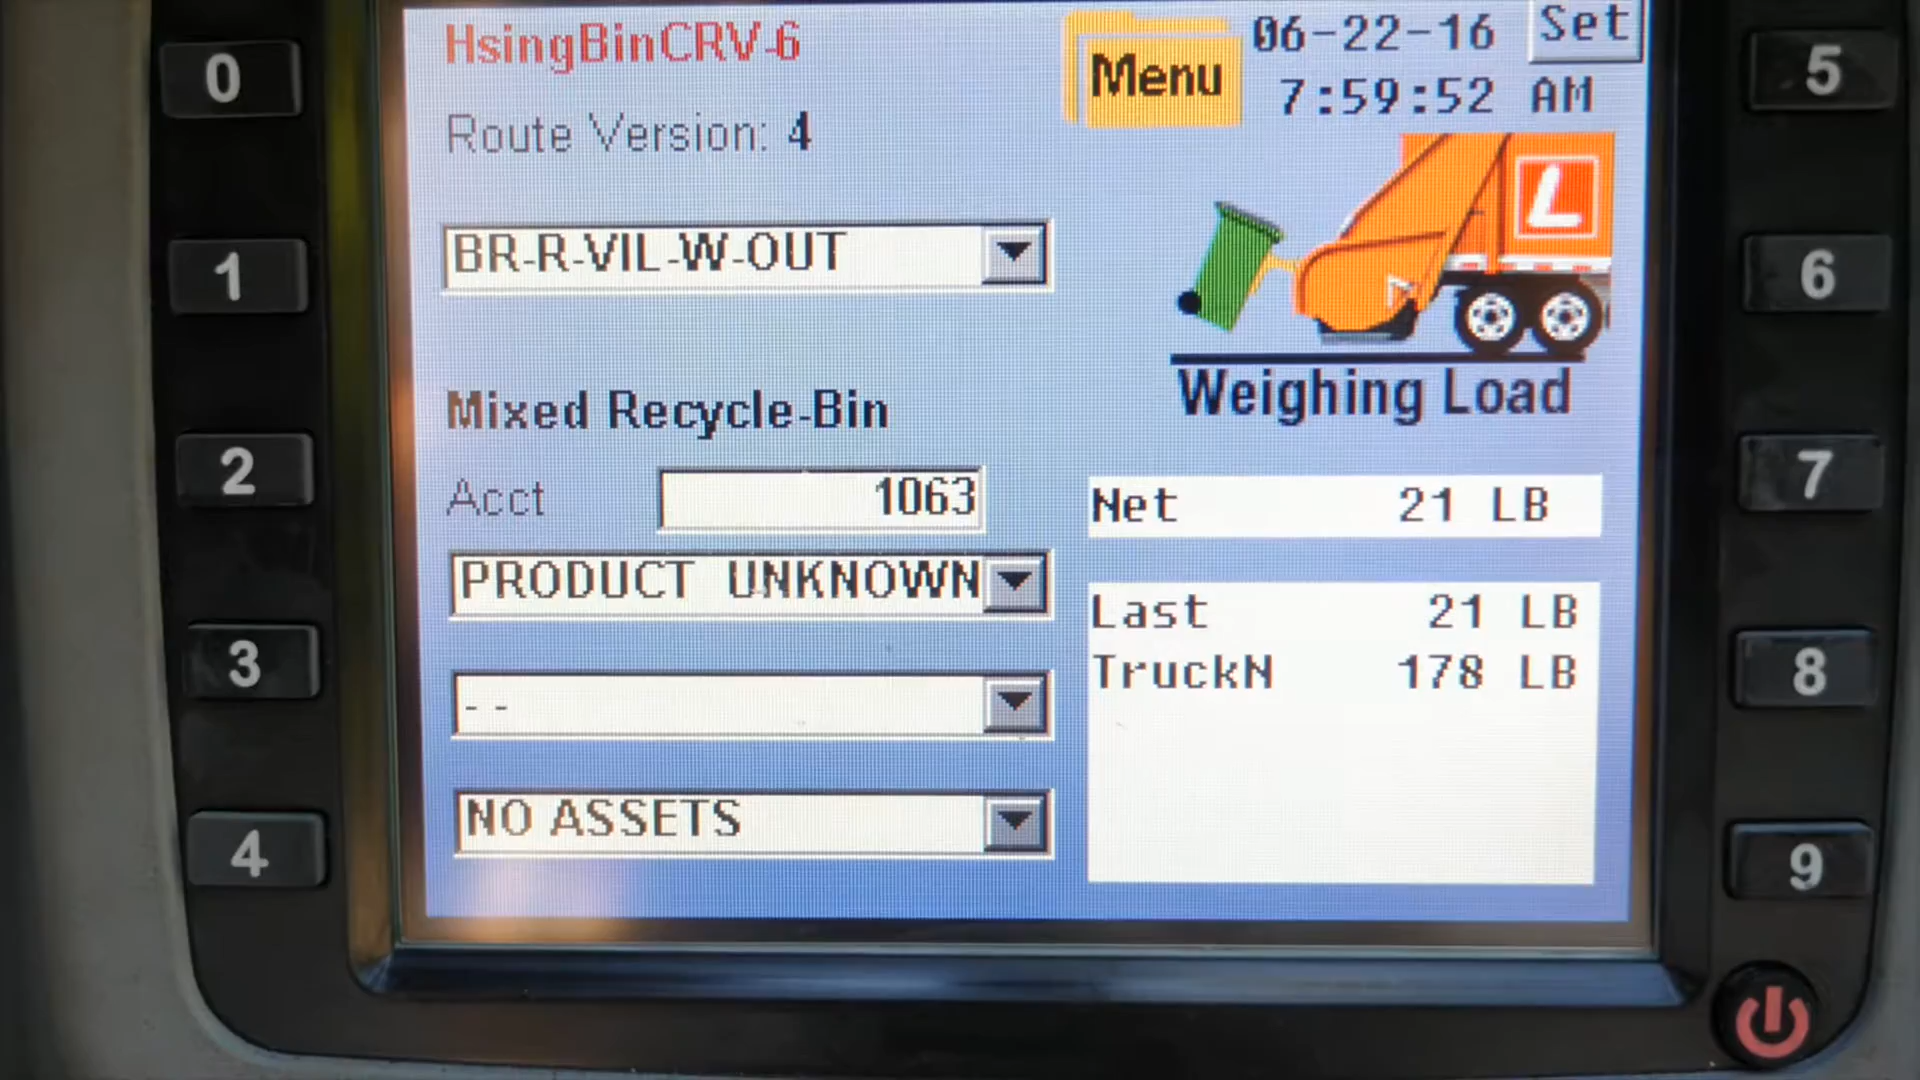 HsingBinCRV-6
Menu
06-22-16
Set
7:59:52 AM
Route Version: 4
L
BR-R-VIL-W-OUT
Weighing Load
Mixed Recycle-Bin
Acct 1063
Net 21 LB
PRODUCT UNKNOWN
Last 21 LB
TruckN 178 LB
--
NO ASSETS
0
1
2
3
4
5
6
7
8
9